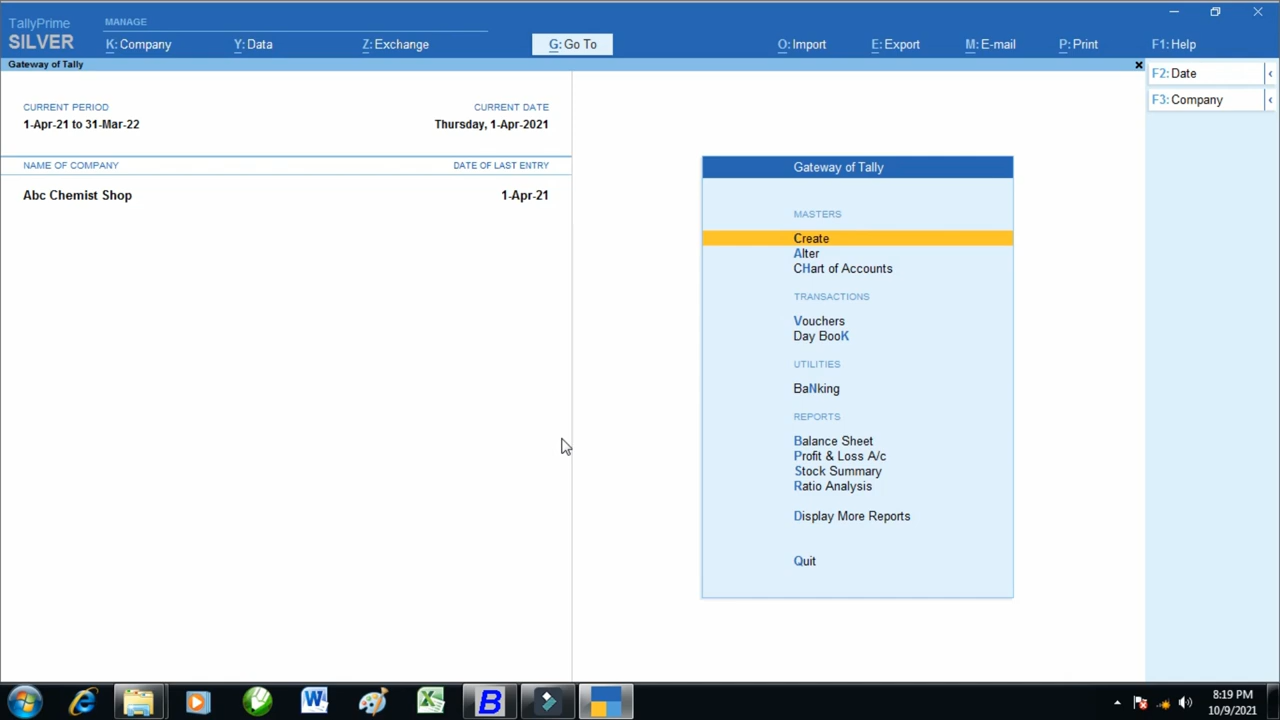 TallyPrime
SILVER
MANAGE
K: Company
Y: Data
Z: Exchange
G: Go To
O: Import
E: Export
M: E-mail
P: Print
F1: Help
Gateway of Tally
F2: Date
F3: Company
CURRENT PERIOD
CURRENT DATE
1-Apr-21 to 31-Mar-22
Thursday, 1-Apr-2021
NAME OF COMPANY
DATE OF LAST ENTRY
Abc Chemist Shop
1-Apr-21
Gateway of Tally
MASTERS
Create
Alter
CHart of Accounts
TRANSACTIONS
Vouchers
Day BooK
UTILITIES
BaNking
REPORTS
Balance Sheet
Profit & Loss A/c
Stock Summary
Ratio Analysis
Display More Reports
Quit
8:19 PM
10/9/2021